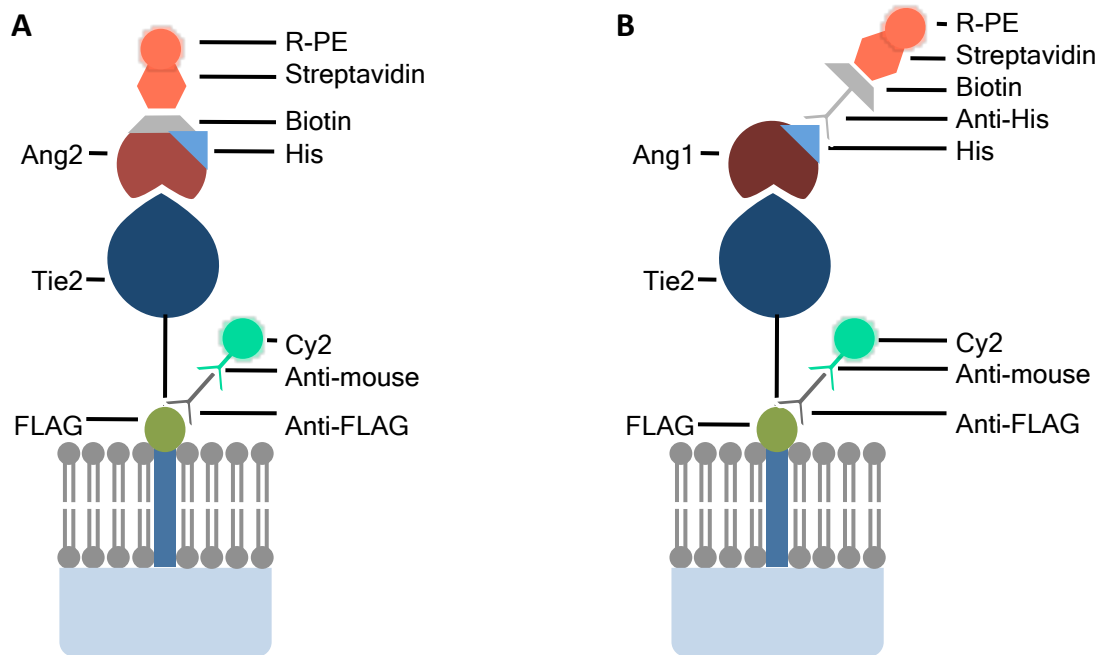 A
R-PE
Streptavidin
Biotin
His
Ang2
Tie2
Cy2
Anti-mouse
FLAG
Anti-FLAG
B
R-PE
Streptavidin
Biotin
Anti-His
His
Ang1
Tie2
Cy2
Anti-mouse
FLAG
Anti-FLAG